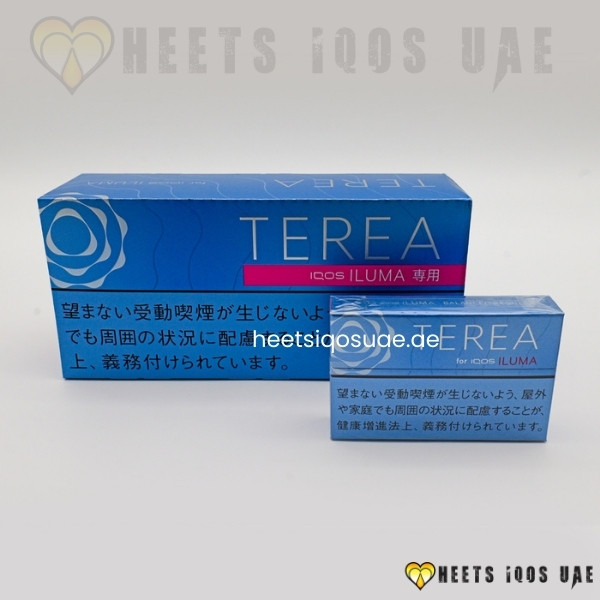 HEETS iQOS UAE
TEREA
TEREA
IQOS ILUMA 専用
望まない受動喫煙が生じないよ
でも周囲の状況に配慮する
上、義務付けられています。
heetsiqosuae.de
TEREA
for IQOS ILUMA
望まない受動喫煙が生じないよう、屋外
や家庭でも周囲の状況に配慮することが、
健康増進法上、義務付けられています。
HEETS iQOS UAE